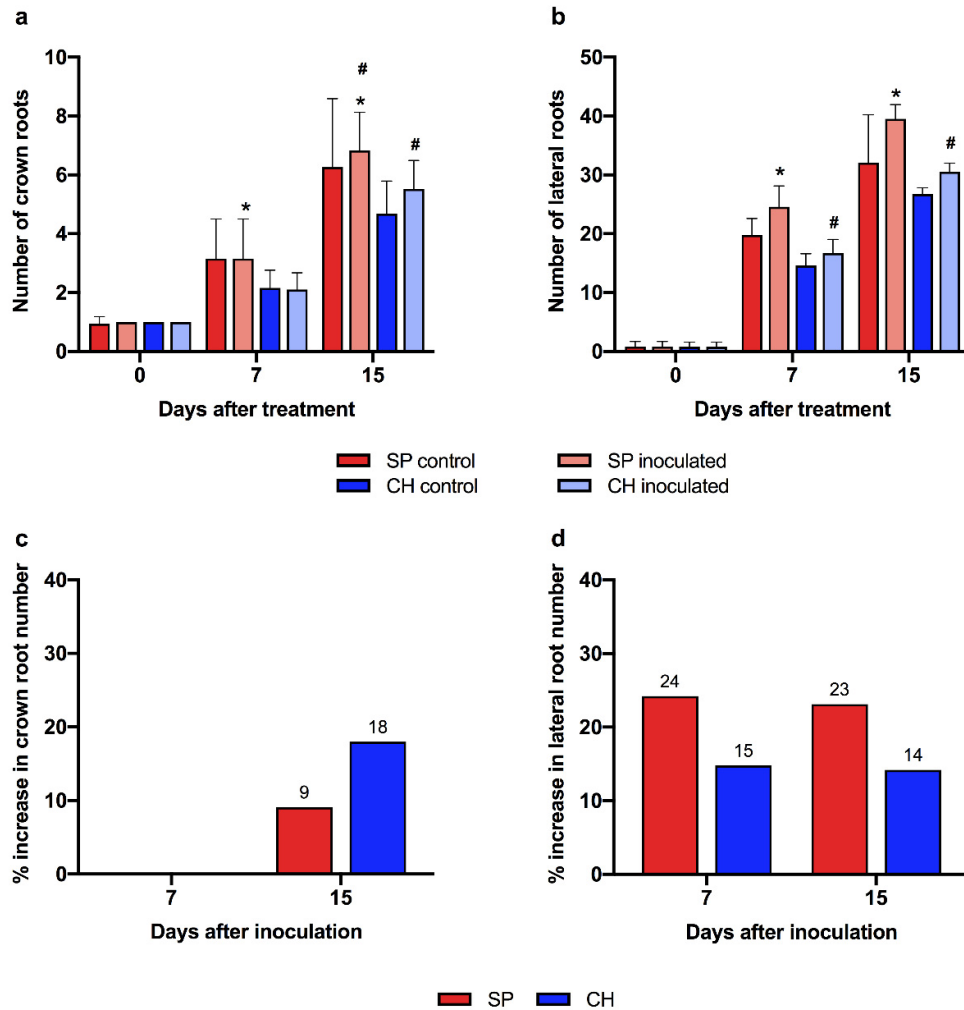 a
Number of crown roots
10
8
6
4
2
0
*
#
*
#
0 7 15
Days after treatment
b
Number of lateral roots
50
40
30
20
10
0
*
#
*
#
0 7 15
Days after treatment
SP control SP inoculated
CH control CH inoculated
c
% increase in crown root number
40
30
20
10
0
9
18
7 15
Days after inoculation
d
% increase in lateral root number
40
30
20
10
0
24
15
23
14
7 15
Days after inoculation
SP CH